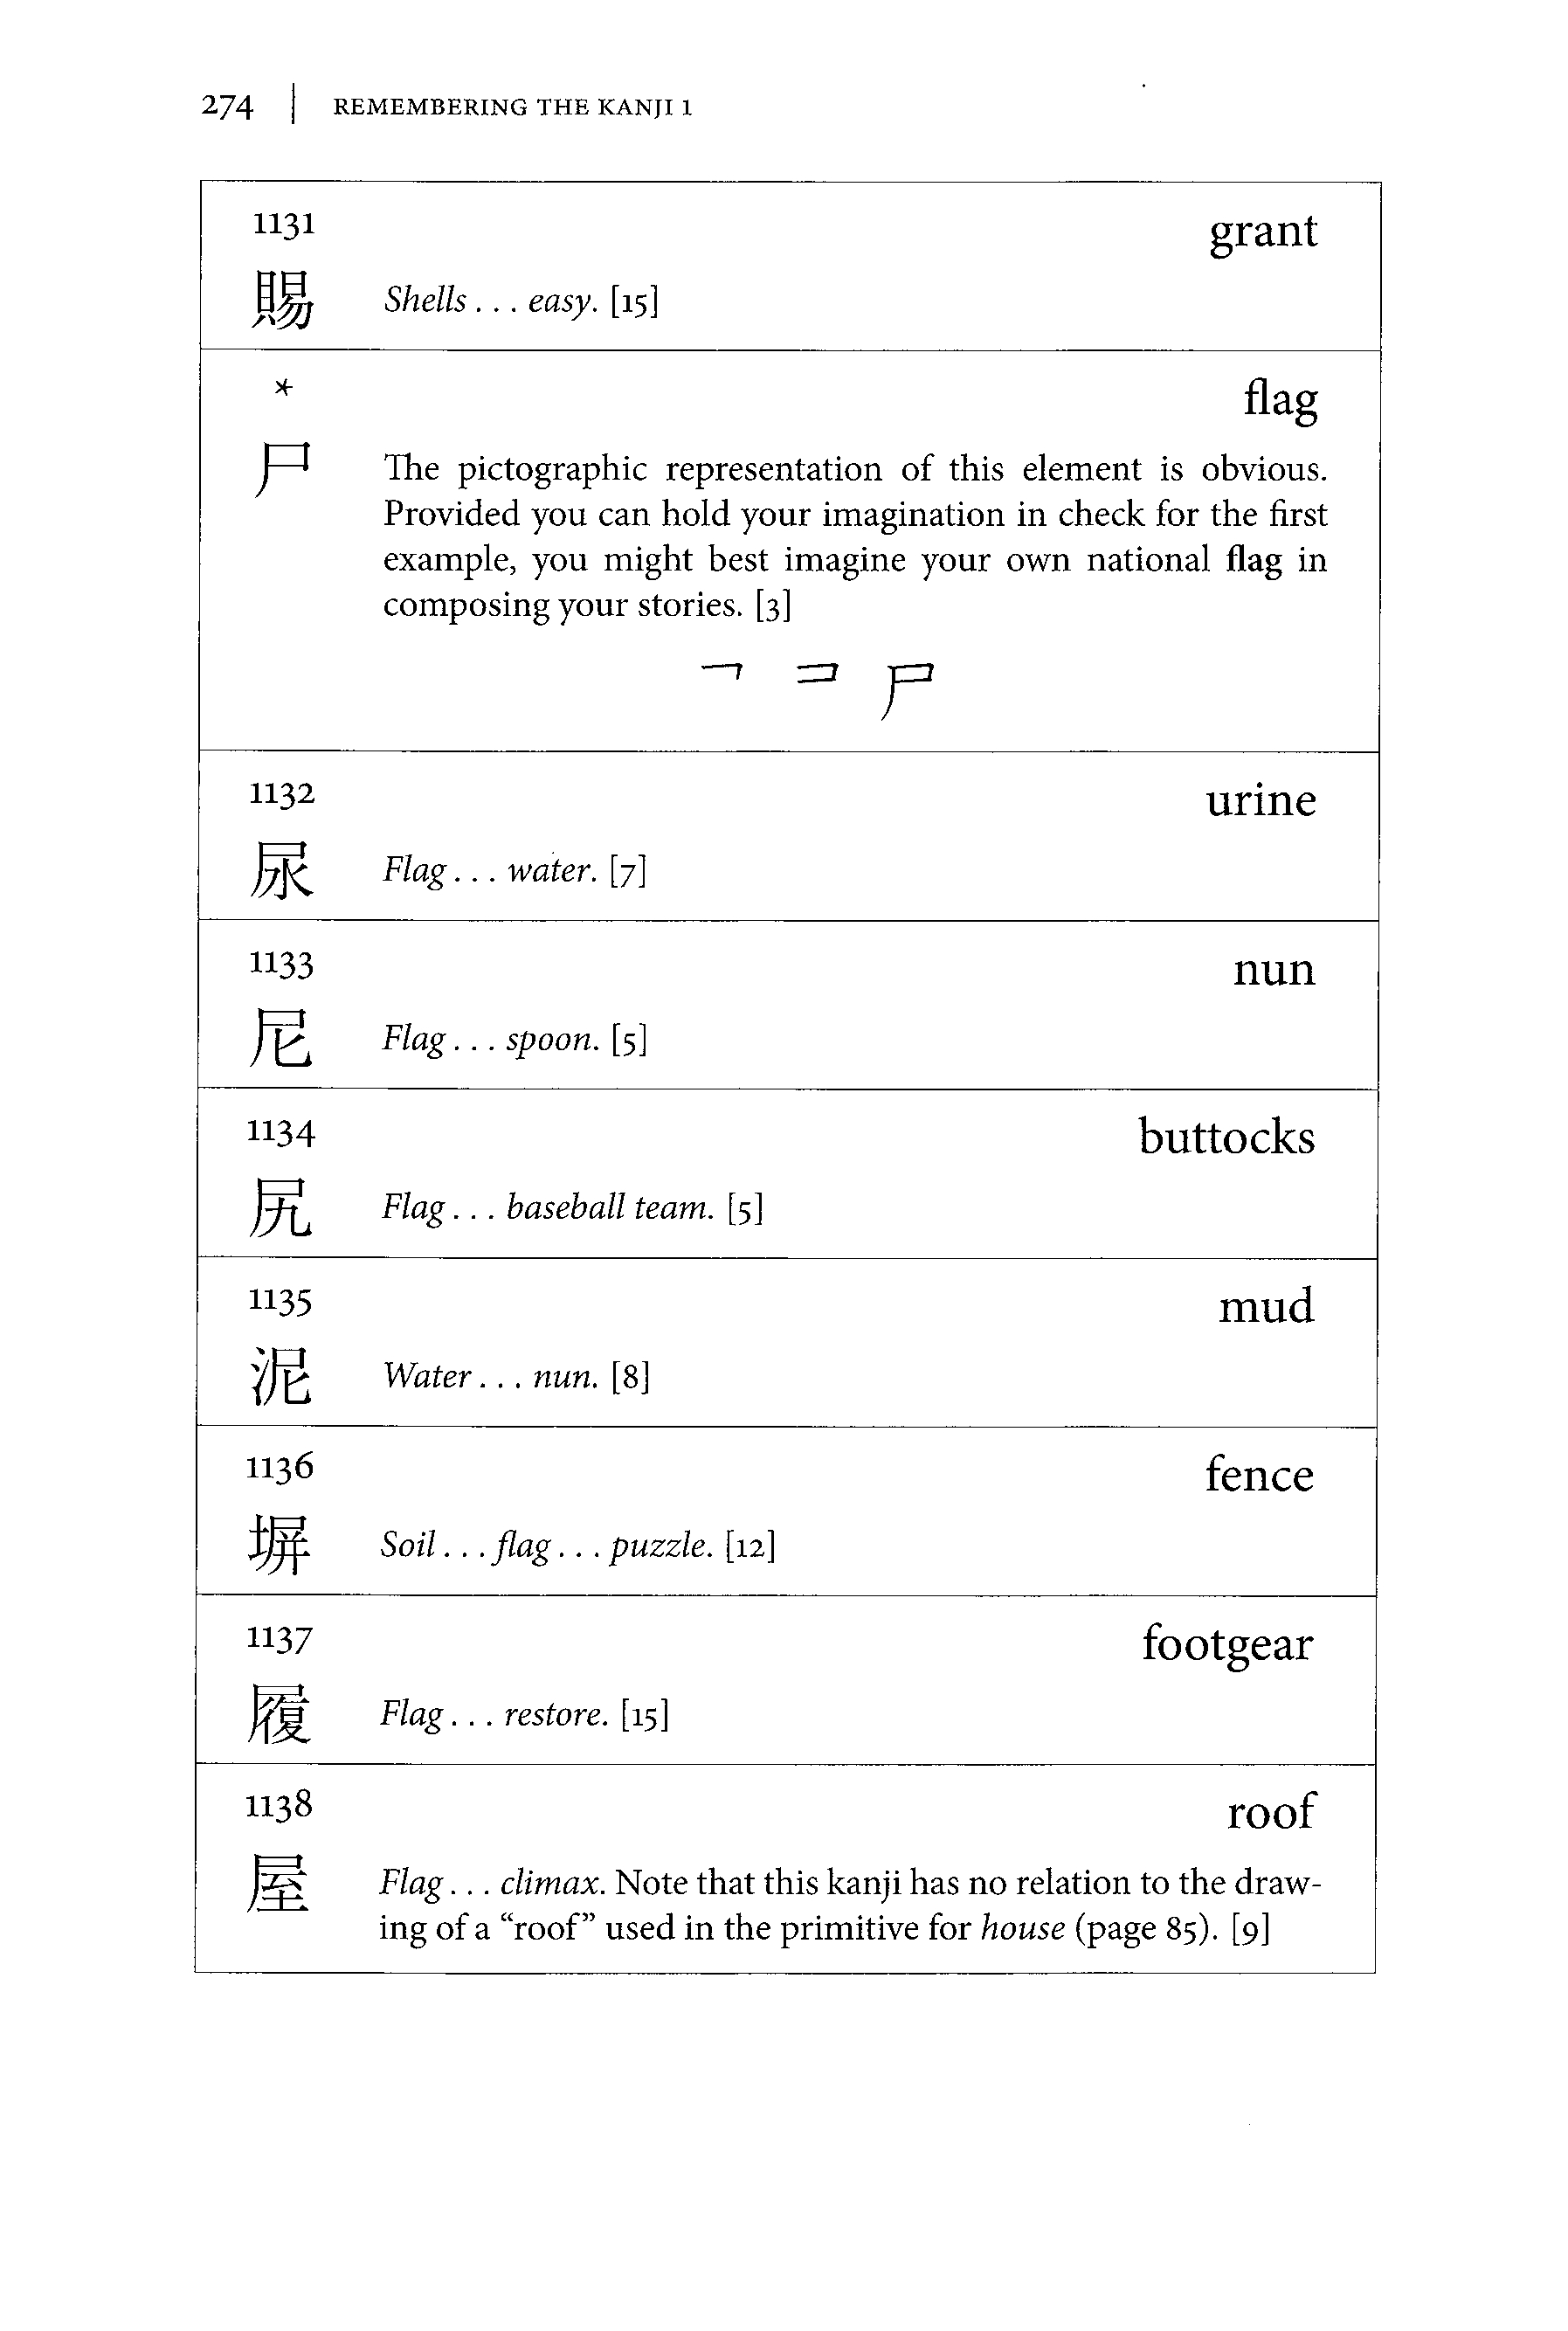 274 | REMEMBERING THE KANJI 1
1131
grant
賜
Shells . . . easy. [15]
*
flag
尸
The pictographic representation of this element is obvious.
Provided you can hold your imagination in check for the first
example, you might best imagine your own national flag in
composing your stories. [3]
㇕ コ 尸
1132
urine
尿
Flag . . . water. [7]
1133
nun
尼
Flag . . . spoon. [5]
1134
buttocks
尻
Flag . . . baseball team. [5]
1135
mud
泥
Water . . . nun. [8]
1136
fence
塀
Soil . . . flag . . . puzzle. [12]
1137
footgear
履
Flag . . . restore. [15]
1138
roof
屋
Flag . . . climax. Note that this kanji has no relation to the draw-
ing of a “roof” used in the primitive for house (page 85). [9]